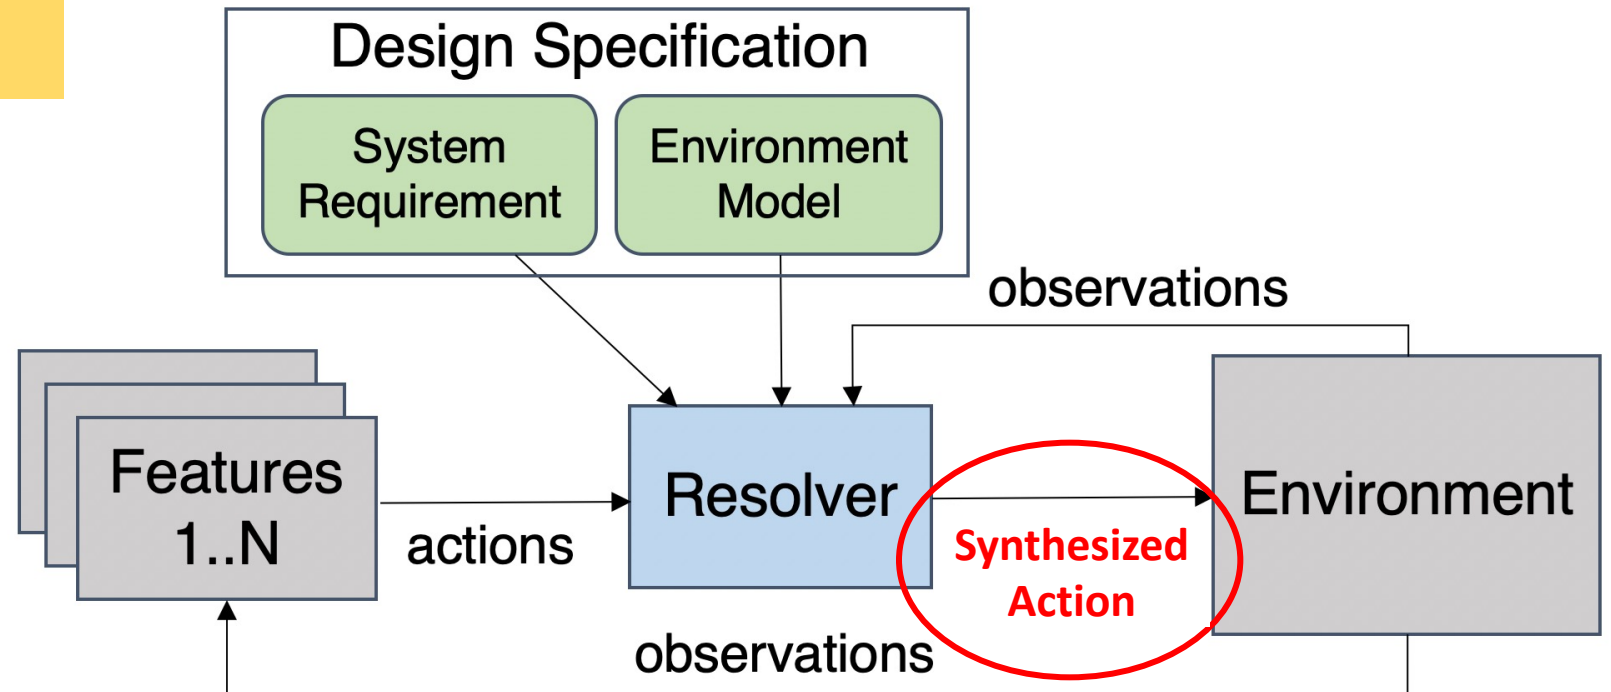 Design Specification
System
Requirement
Environment
Model
observations
Features
1..N
actions
Resolver
Synthesized
Action
Environment
observations